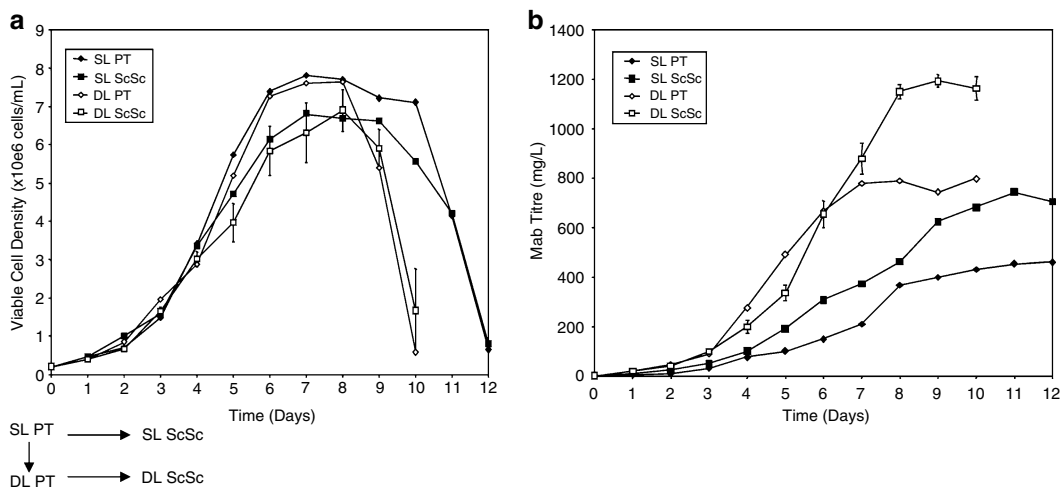 a
9
8
7
6
5
4
3
2
1
0
Viable Cell Density (x10e6 cells/mL)
SL PT
SL ScSc
DL PT
DL ScSc
0 1 2 3 4 5 6 7 8 9 10 11 12
Time (Days)
SL PT SL ScSc
DL PT DL ScSc
b
1400
1200
1000
800
600
400
200
0
Mab Titre (mg/L)
SL PT
SL ScSc
DL PT
DL ScSc
0 1 2 3 4 5 6 7 8 9 10 11 12
Time (Days)